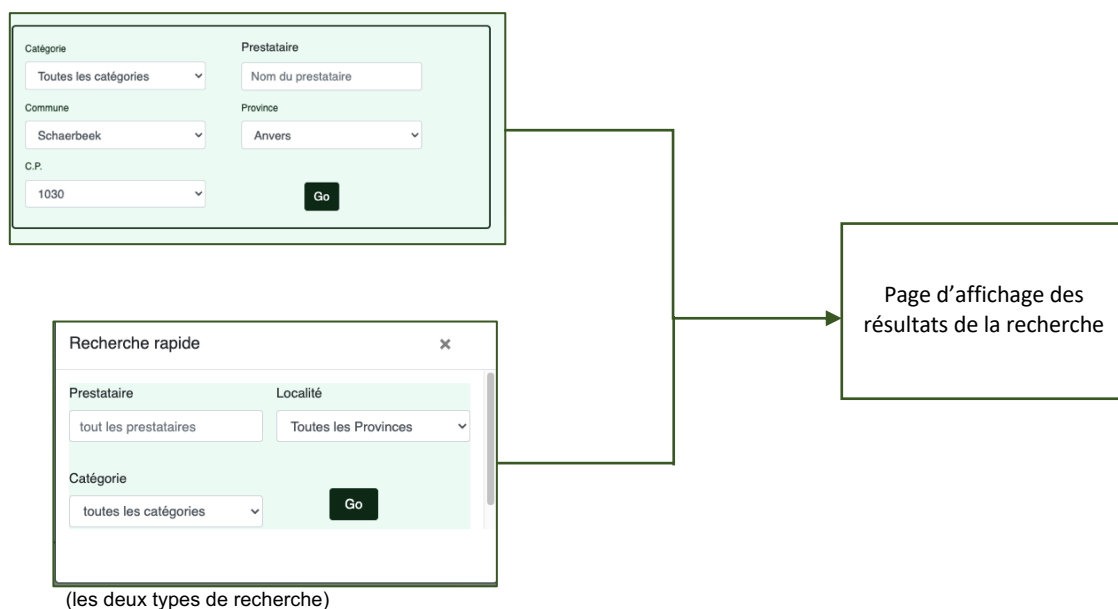 Catégorie
Prestataire
Toutes les catégories
Nom du prestataire
Commune
Province
Schaerbeek
Anvers
C.P.
1030
Go
Page d’affichage des
résultats de la recherche
Recherche rapide
×
Prestataire
Localité
tout les prestataires
Toutes les Provinces
Catégorie
toutes les catégories
Go
(les deux types de recherche)